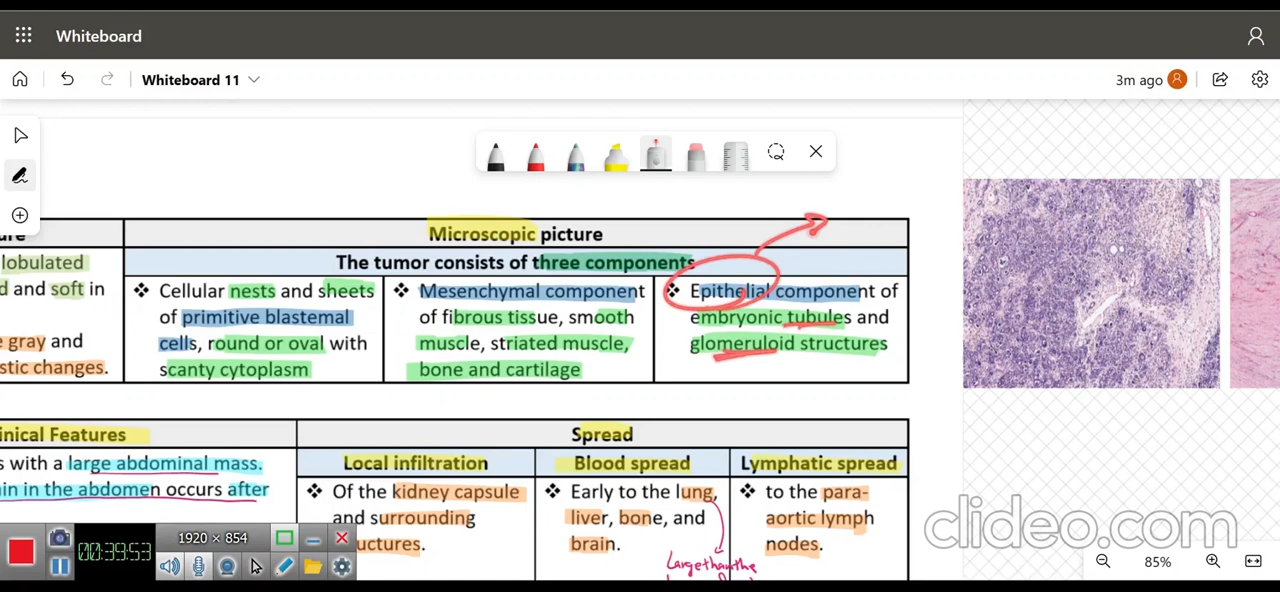 Whiteboard
Whiteboard 11
3m ago
Microscopic picture
lobulated
The tumor consists of three components
d and soft in
❖ Cellular nests and sheets
of primitive blastemal
cells, round or oval with
scanty cytoplasm
❖ Mesenchymal component
of fibrous tissue, smooth
muscle, striated muscle,
bone and cartilage
❖ Epithelial component of
embryonic tubules and
glomeruloid structures
e gray and
stic changes.
inical Features
Spread
s with a large abdominal mass.
ain in the abdomen occurs after
Local infiltration
Blood spread
Lymphatic spread
❖ Of the kidney capsule
and surrounding
uctures.
❖ Early to the lung,
liver, bone, and
brain.
❖ to the para-
aortic lymph
nodes.
Large than the
00:39:53
1920 × 854
clideo.com
85%